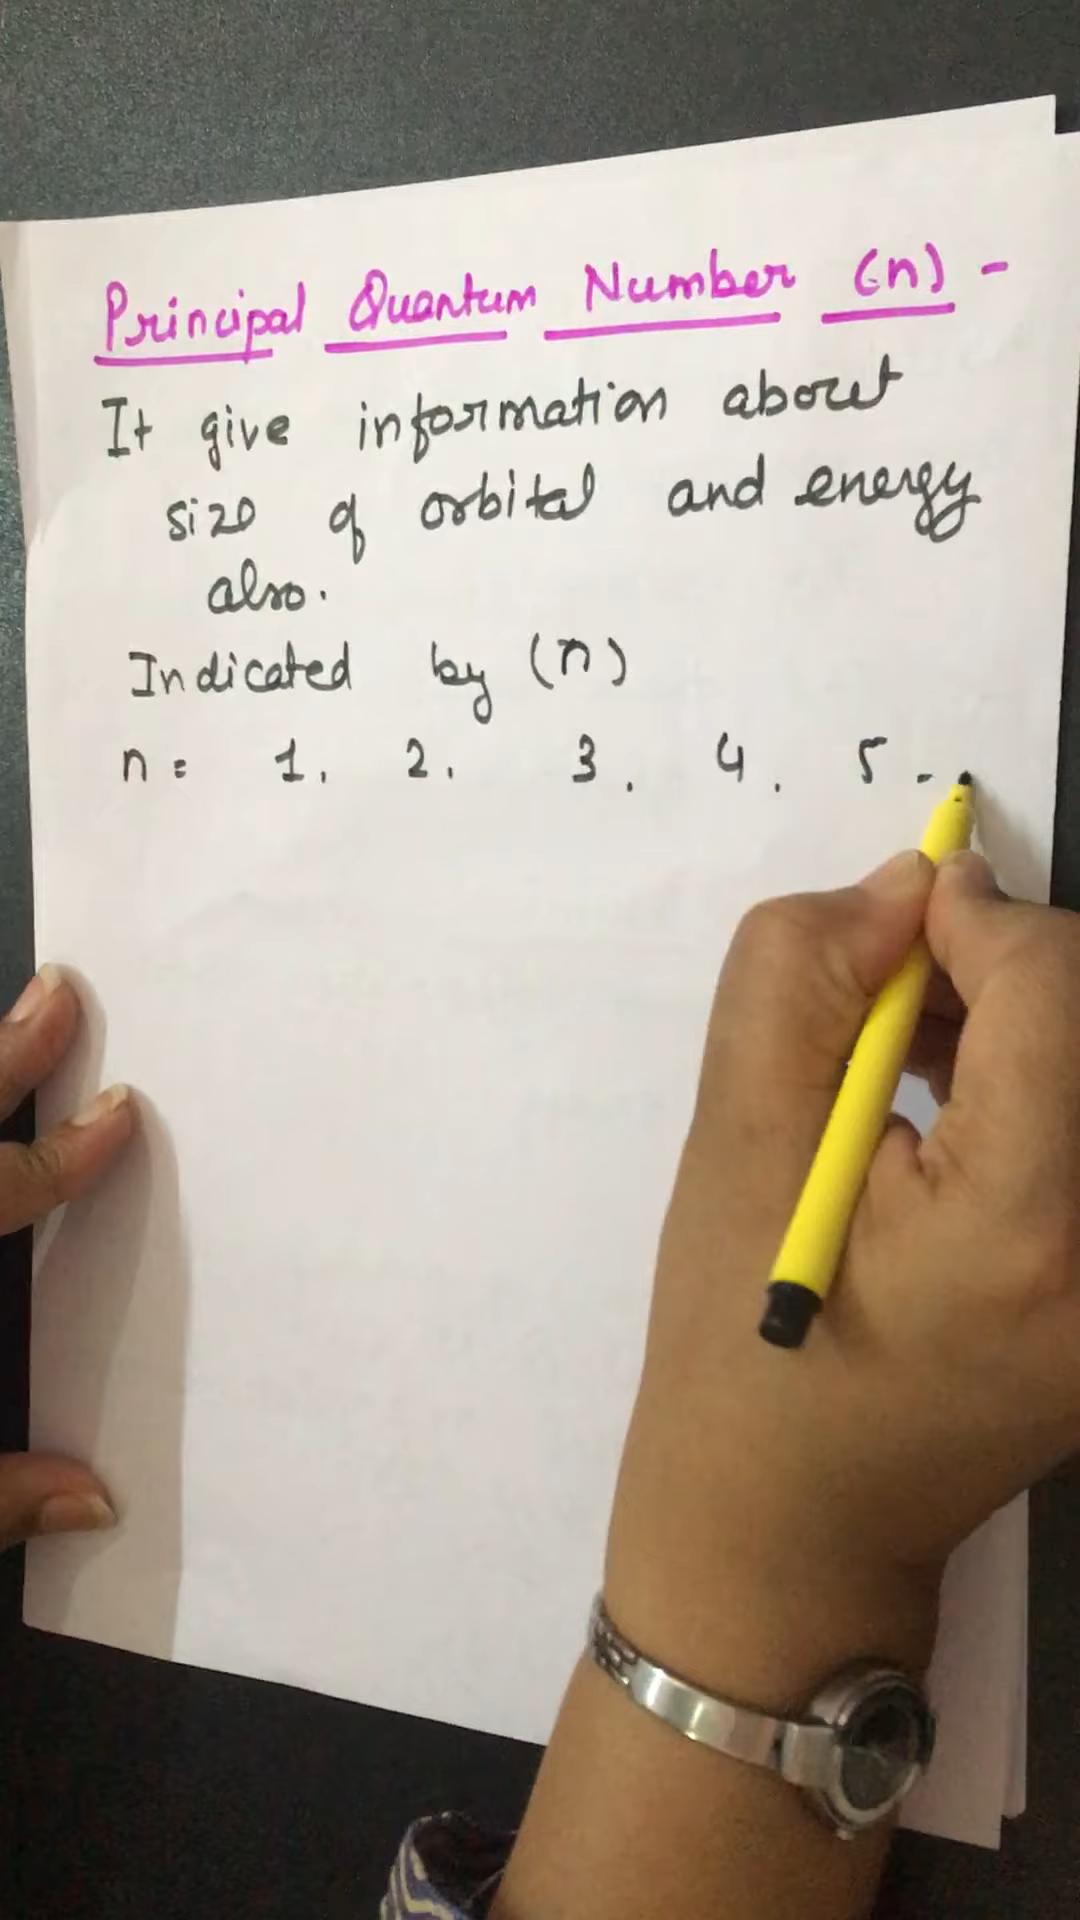 Principal Quantum Number (n) -
It give information about
size of orbital and energy
also.
Indicated by (n)
n = 1, 2, 3, 4, 5 - -